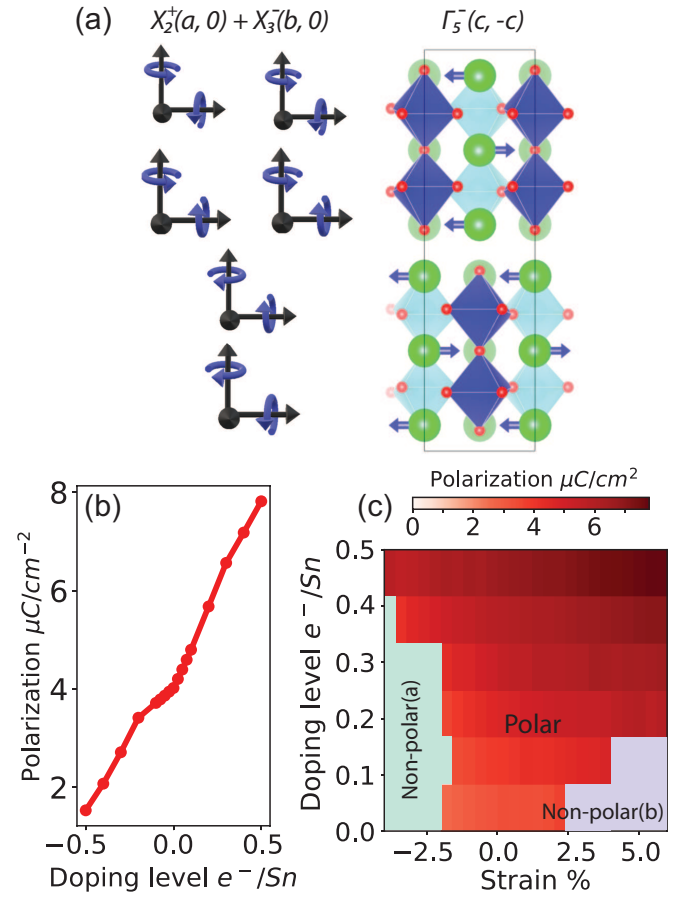 (a) X₂⁺(a, 0) + X₃⁻(b, 0) Γ₅⁻(c, -c)
(b)
Polarization μC/cm⁻²
8
6
4
2
−0.5 0.0 0.5
Doping level e⁻/Sn
Polarization μC/cm²
0 2 4 6
(c)
Doping level e⁻/Sn
0.5
0.4
0.3
0.2
0.1
0.0
Non-polar(a)
Polar
Non-polar(b)
−2.5 0.0 2.5 5.0
Strain %